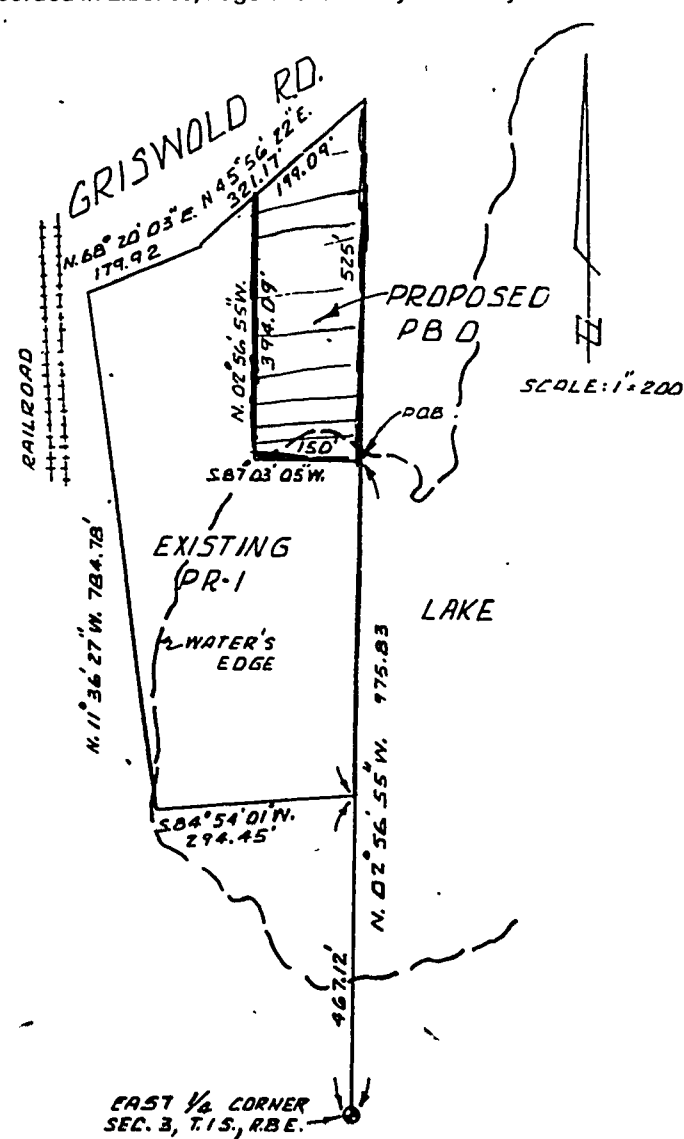 GRISWOLD RD.
N. 68° 20' 03" E.
179.92
N 45° 56' 22" E.
321.17'
199.09'
RAILROAD
N. 02° 56' 55" W.
394.09'
525'
PROPOSED
PBO
SCALE: 1"=200
POB
150'
S.87° 03' 05" W.
EXISTING
PR-1
LAKE
WATER'S
EDGE
N. 11° 36' 27" W. 784.78'
975.83
N. 02° 56' 55" W.
S.84° 54' 01" W.
294.45'
467.12'
EAST 1/4 CORNER
SEC. 3, T.1S., R.8E.